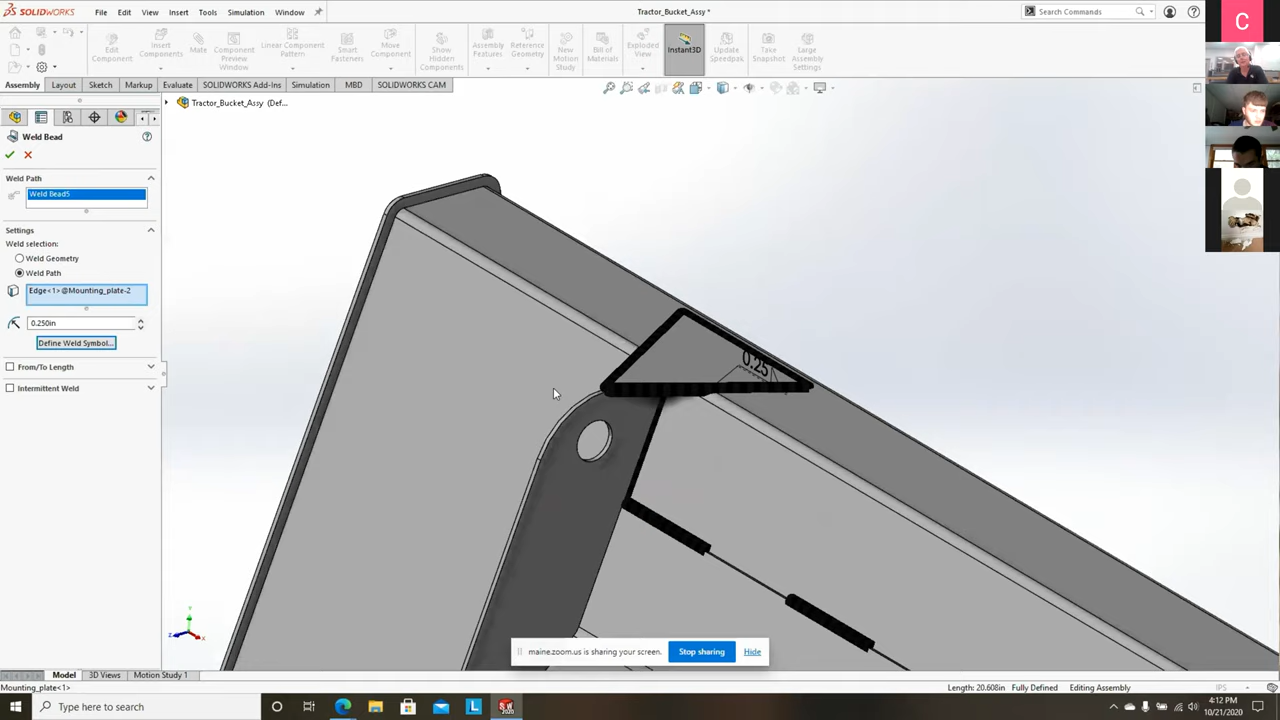 SOLIDWORKS File Edit View Insert Tools Simulation Window Tractor_Bucket_Assy * Search Commands
C
Edit Component
Insert Components
Mate
Component Preview Window
Linear Component Pattern
Smart Fasteners
Move Component
Show Hidden Components
Assembly Features
Reference Geometry
New Motion Study
Bill of Materials
Exploded View
Instant3D
Update Speedpak
Take Snapshot
Large Assembly Settings
Assembly Layout Sketch Markup Evaluate SOLIDWORKS Add-Ins Simulation MBD SOLIDWORKS CAM
Tractor_Bucket_Assy (Def...
Weld Bead
Weld Path
Weld Bead5
Settings
Weld selection:
Weld Geometry
Weld Path
Edge<1>@Mounting_plate-2
0.250in
Define Weld Symbol...
From/To Length
Intermittent Weld
0.25
maine.zoom.us is sharing your screen. Stop sharing Hide
Model 3D Views Motion Study 1
Mounting_plate<1> Length: 20.608in Fully Defined Editing Assembly IPS
Type here to search
4:12 PM
10/21/2020